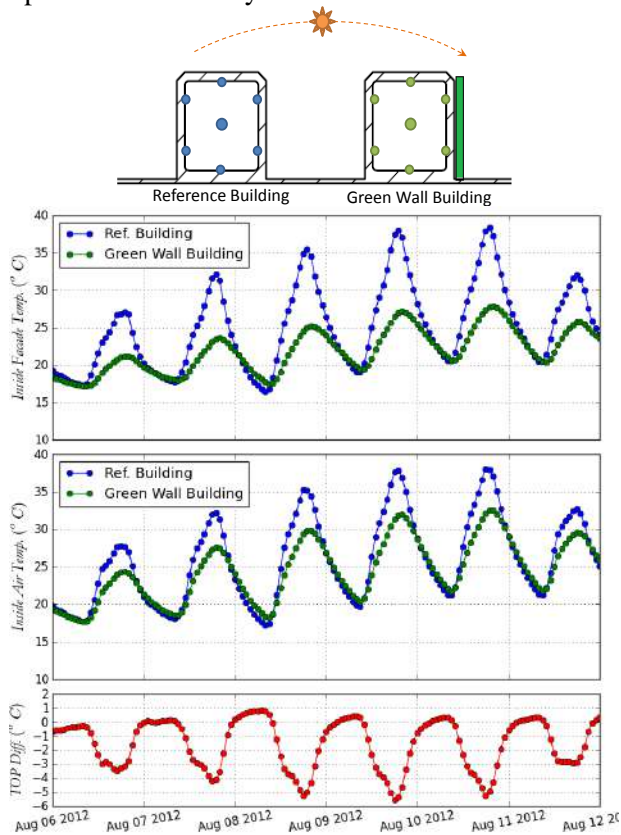 Reference Building
Green Wall Building
40
35
30
25
20
15
10
Inside Facade Temp. (° C)
Ref. Building
Green Wall Building
40
35
30
25
20
15
10
Inside Air Temp. (° C)
Ref. Building
Green Wall Building
2
1
0
−1
−2
−3
−4
−5
−6
TOP Diff. (° C)
Aug 06 2012
Aug 07 2012
Aug 08 2012
Aug 09 2012
Aug 10 2012
Aug 11 2012
Aug 12 20